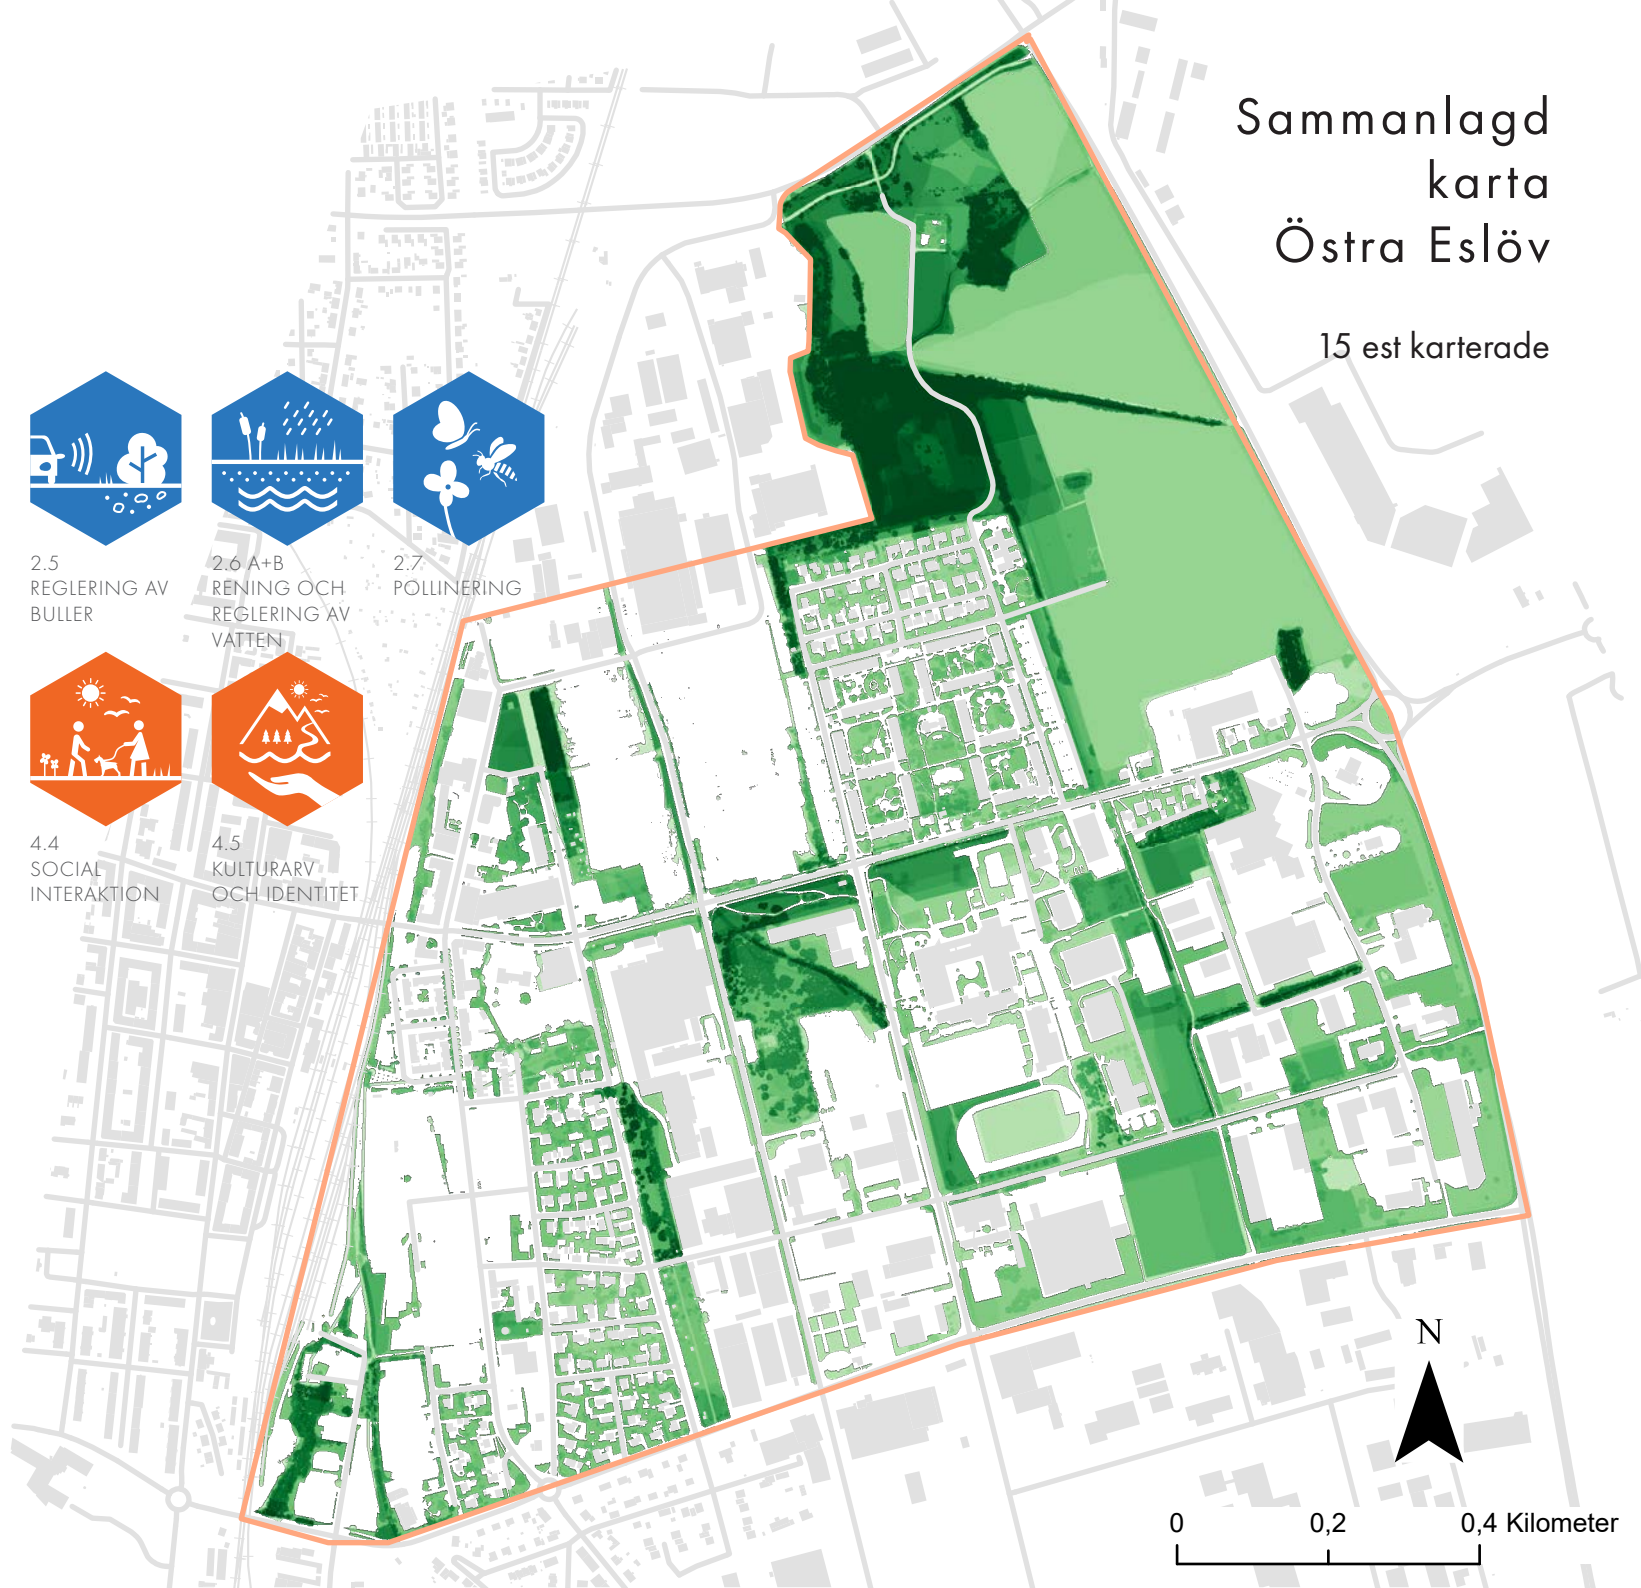 Sammanlagd
karta
Östra Eslöv
15 est karterade
2.5
REGLERING AV
BULLER
2.6 A+B
RENING OCH
REGLERING AV
VATTEN
2.7
POLLINERING
4.4
SOCIAL
INTERAKTION
4.5
KULTURARV
OCH IDENTITET
N
0 0,2 0,4 Kilometer